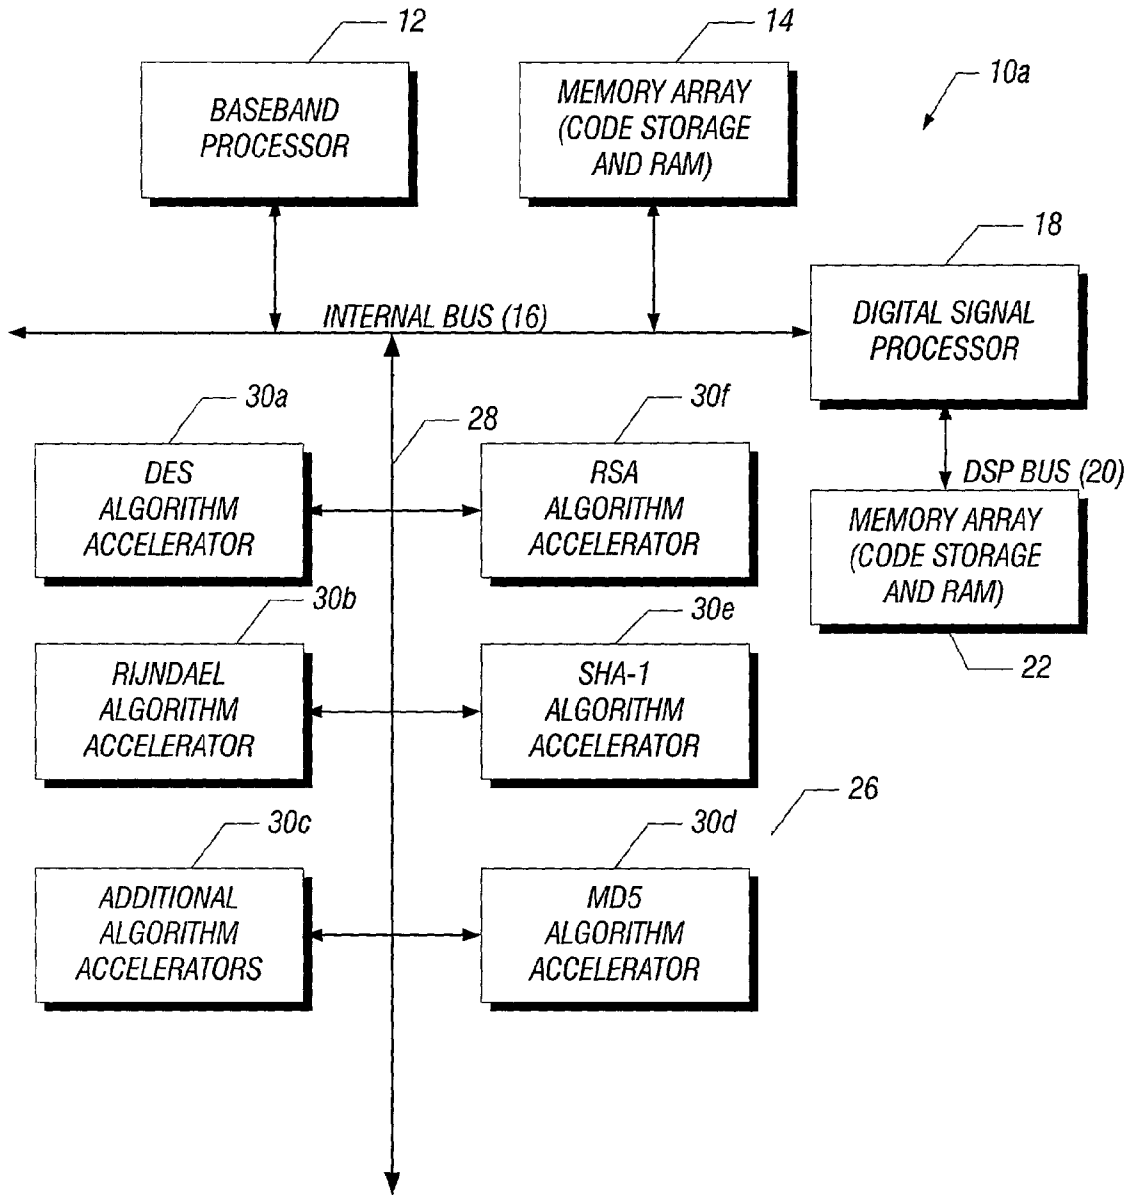 12
14
10a
BASEBAND
PROCESSOR
MEMORY ARRAY
(CODE STORAGE
AND RAM)
18
INTERNAL BUS (16)
DIGITAL SIGNAL
PROCESSOR
30a
28
30f
DES
ALGORITHM
ACCELERATOR
RSA
ALGORITHM
ACCELERATOR
DSP BUS (20)
MEMORY ARRAY
(CODE STORAGE
AND RAM)
30b
30e
22
RIJNDAEL
ALGORITHM
ACCELERATOR
SHA-1
ALGORITHM
ACCELERATOR
26
30c
30d
ADDITIONAL
ALGORITHM
ACCELERATORS
MD5
ALGORITHM
ACCELERATOR